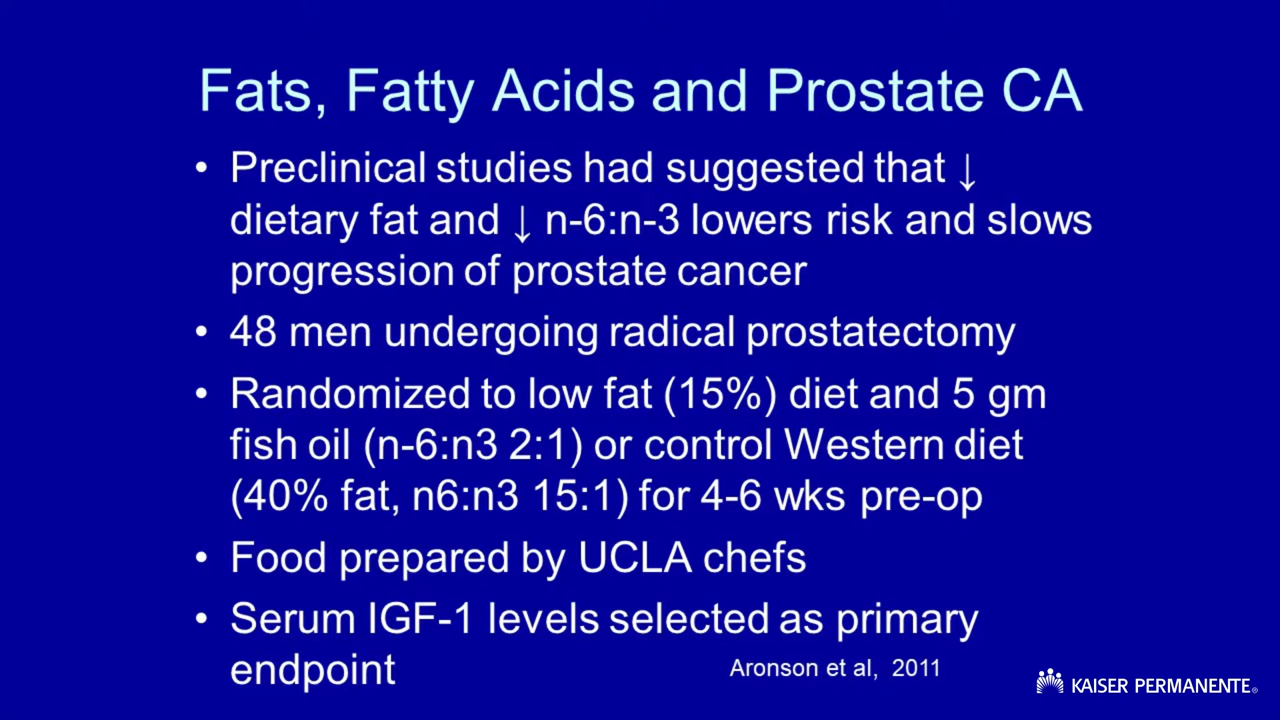 Fats, Fatty Acids and Prostate CA
• Preclinical studies had suggested that ↓
dietary fat and ↓ n-6:n-3 lowers risk and slows
progression of prostate cancer
• 48 men undergoing radical prostatectomy
• Randomized to low fat (15%) diet and 5 gm
fish oil (n-6:n3 2:1) or control Western diet
(40% fat, n6:n3 15:1) for 4-6 wks pre-op
• Food prepared by UCLA chefs
• Serum IGF-1 levels selected as primary
endpoint
Aronson et al, 2011
KAISER PERMANENTE®